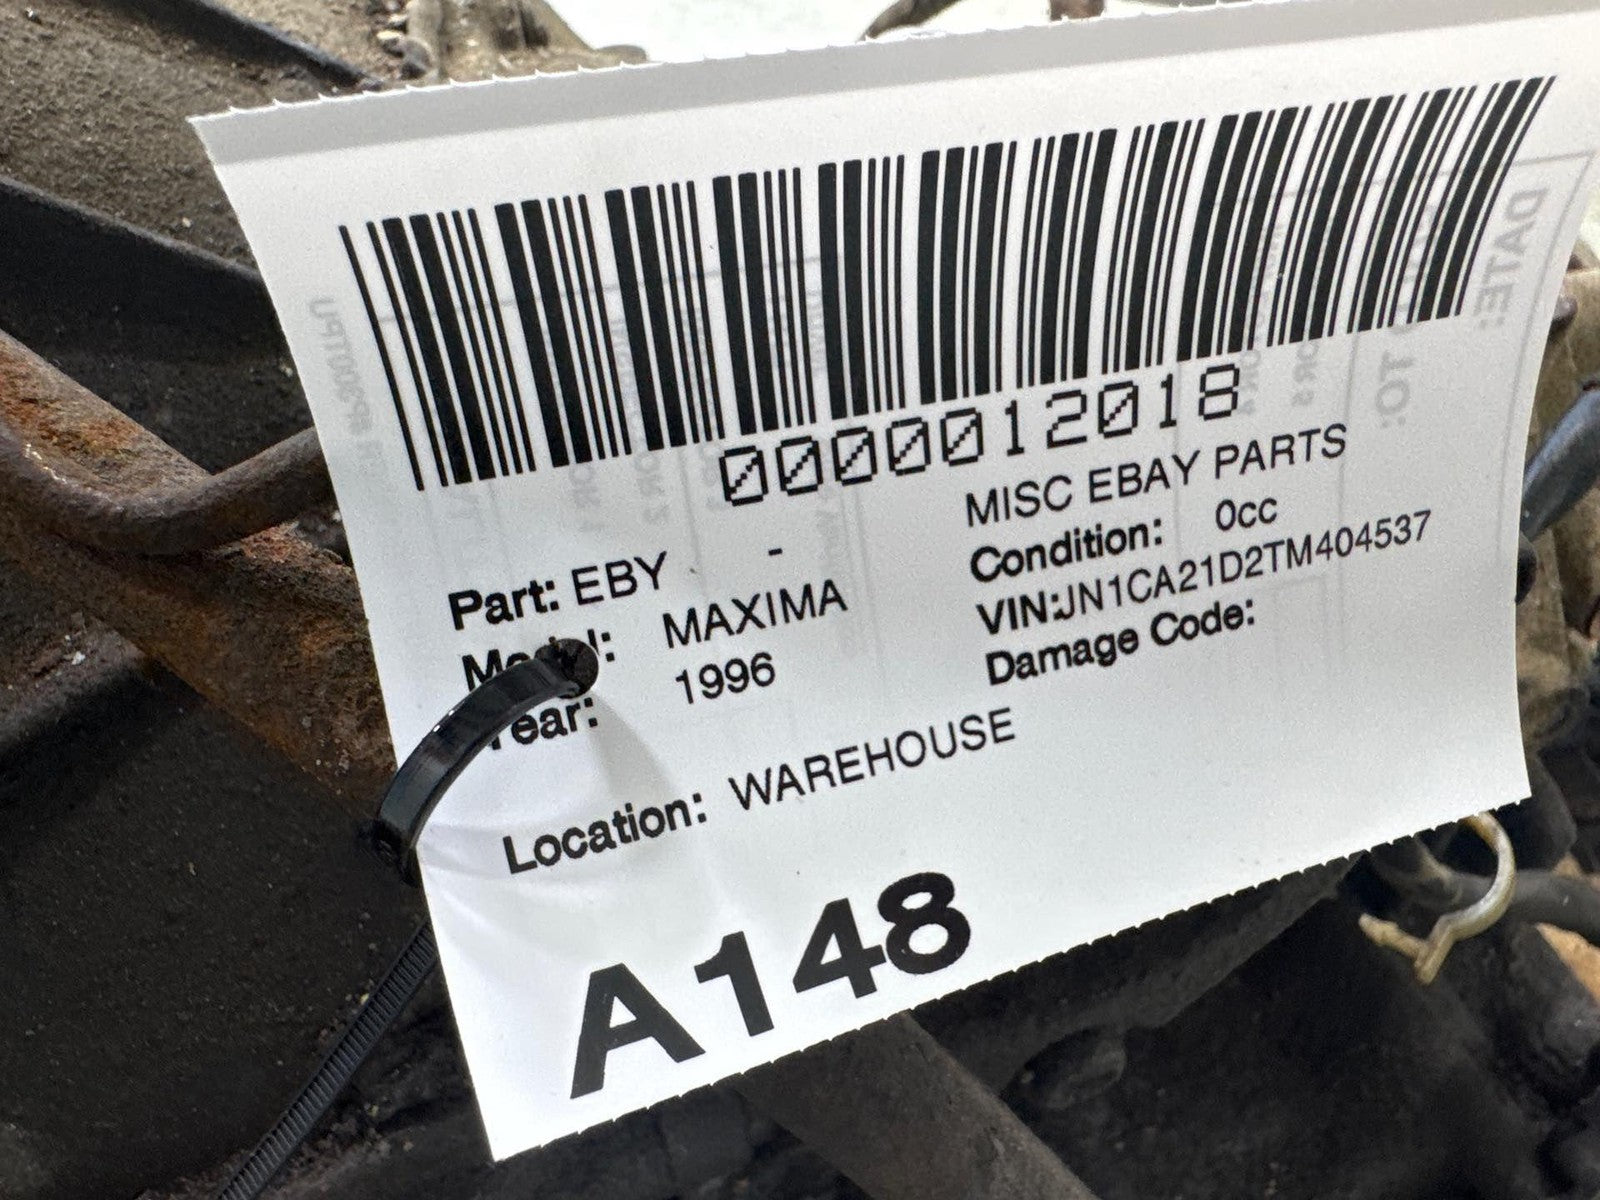 0000012018
MISC EBAY PARTS
Part: EBY - Condition: 0cc
Model: MAXIMA VIN:JN1CA21D2TM404537
Year: 1996 Damage Code:
Location: WAREHOUSE
A148
DATE:
TO: